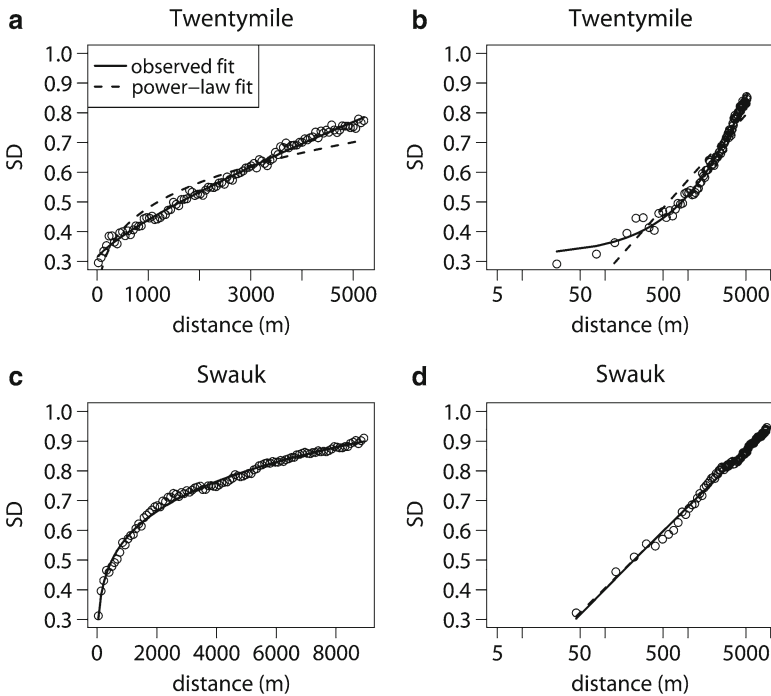 a
Twentymile
SD
1.0
0.9
0.8
0.7
0.6
0.5
0.4
0.3
observed fit
power−law fit
0 1000 3000 5000
distance (m)
b
Twentymile
SD
1.0
0.9
0.8
0.7
0.6
0.5
0.4
0.3
5 50 500 5000
distance (m)
c
Swauk
SD
1.0
0.9
0.8
0.7
0.6
0.5
0.4
0.3
0 2000 4000 6000 8000
distance (m)
d
Swauk
SD
1.0
0.9
0.8
0.7
0.6
0.5
0.4
0.3
5 50 500 5000
distance (m)